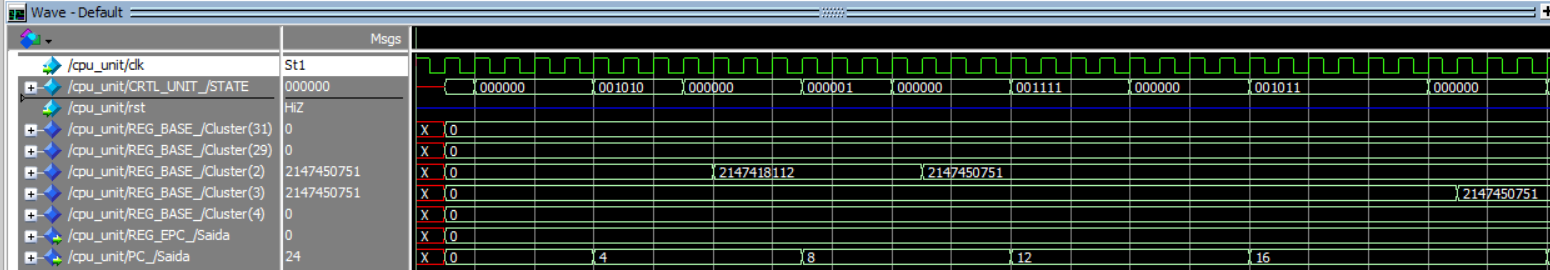 Wave - Default
Msgs
/cpu_unit/clk St1
/cpu_unit/CRTL_UNIT_/STATE 000000 000000 001010 000000 000001 000000 001111 000000 001011 000000
/cpu_unit/rst HiZ
/cpu_unit/REG_BASE_/Cluster(31) 0 X 0
/cpu_unit/REG_BASE_/Cluster(29) 0 X 0
/cpu_unit/REG_BASE_/Cluster(2) 2147450751 X 0 2147418112 2147450751
/cpu_unit/REG_BASE_/Cluster(3) 2147450751 X 0 2147450751
/cpu_unit/REG_BASE_/Cluster(4) 0 X 0
/cpu_unit/REG_EPC_/Saida 0 X 0
/cpu_unit/PC_/Saida 24 X 0 4 8 12 16